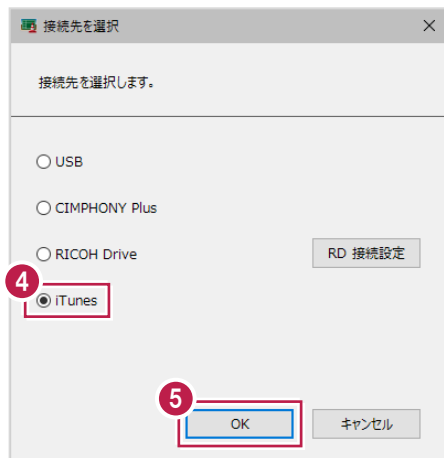 接続先を選択
接続先を選択します。
USB
CIMPHONY Plus
RICOH Drive
RD 接続設定
4
iTunes
5
OK
キャンセル